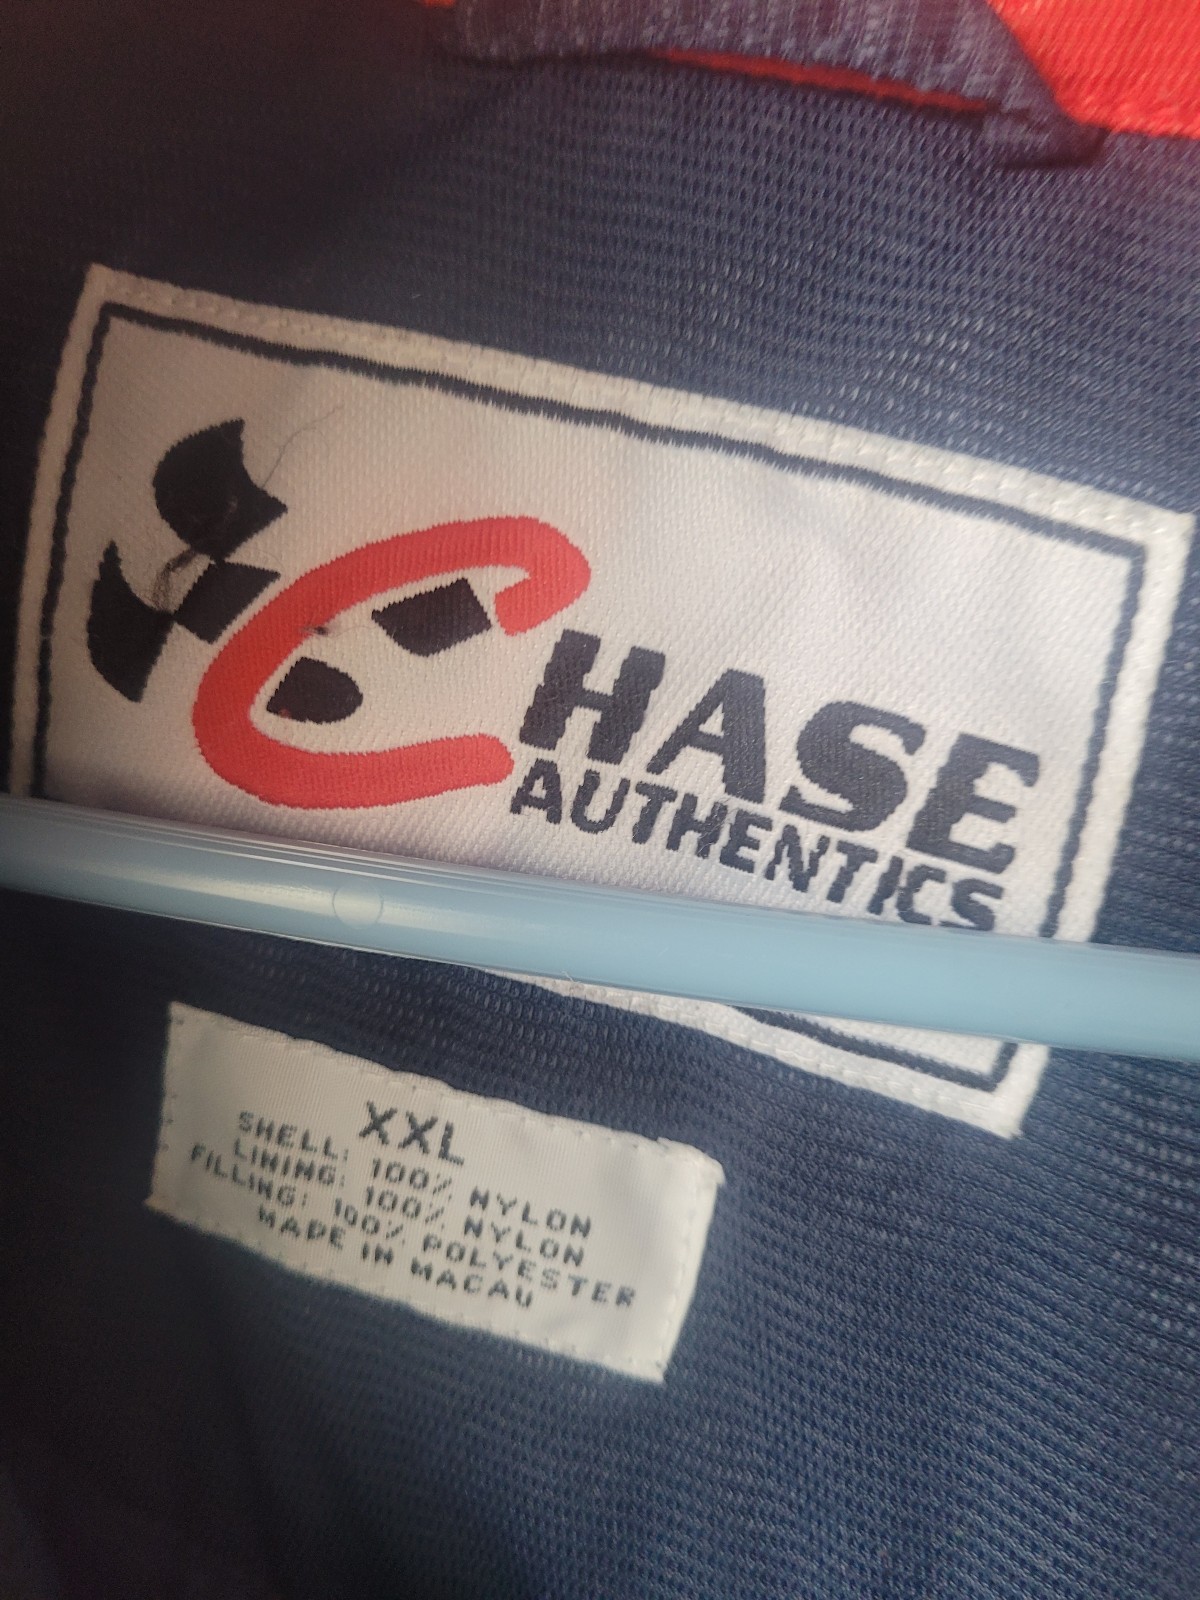 CHASE
AUTHENTICS
XXL
SHELL: 100% NYLON
LINING: 100% NYLON
FILLING: 100% POLYESTER
MADE IN MACAU